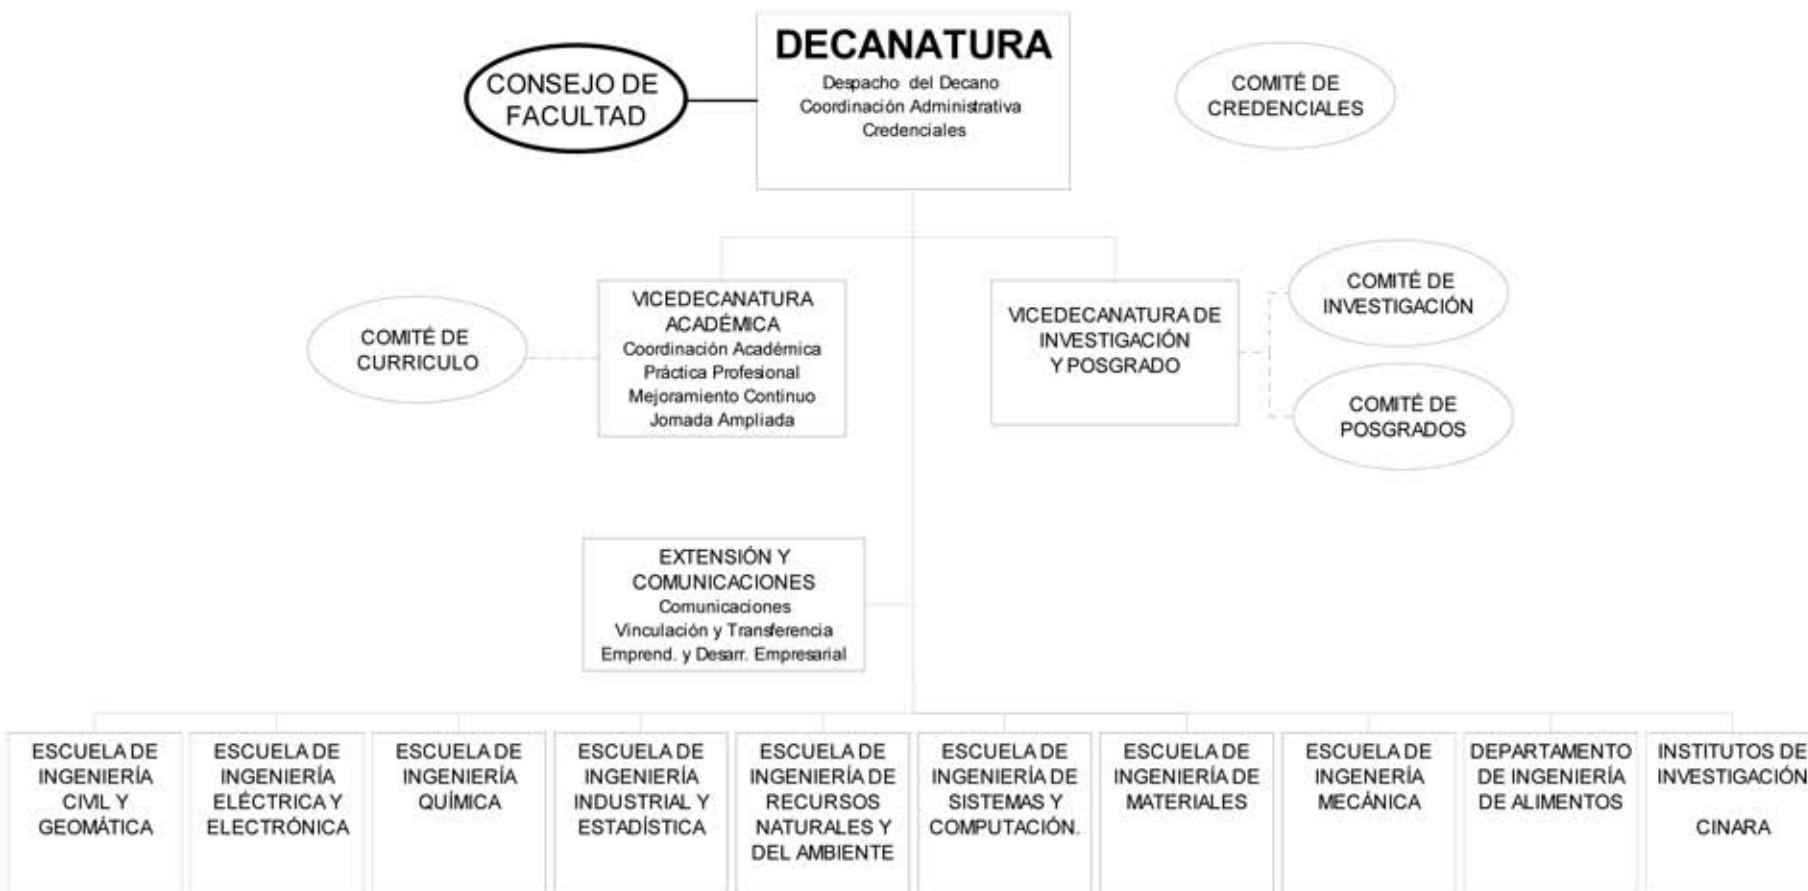 CONSEJO DE
FACULTAD
DECANATURA
Despacho del Decano
Coordinación Administrativa
Credenciales
COMITÉ DE
CREDENCIALES
COMITÉ DE
CURRICULO
VICEDECANATURA
ACADÉMICA
Coordinación Académica
Práctica Profesional
Mejoramiento Continuo
Jornada Ampliada
VICEDECANATURA DE
INVESTIGACIÓN
Y POSGRADO
COMITÉ DE
INVESTIGACIÓN
COMITÉ DE
POSGRADOS
EXTENSIÓN Y
COMUNICACIONES
Comunicaciones
Vinculación y Transferencia
Emprend. y Desarr. Empresarial
ESCUELA DE
INGENIERÍA
CIVIL Y
GEOMÁTICA
ESCUELA DE
INGENIERÍA
ELÉCTRICA Y
ELECTRÓNICA
ESCUELA DE
INGENIERÍA
QUÍMICA
ESCUELA DE
INGENIERÍA
INDUSTRIAL Y
ESTADÍSTICA
ESCUELA DE
INGENIERÍA DE
RECURSOS
NATURALES Y
DEL AMBIENTE
ESCUELA DE
INGENIERÍA DE
SISTEMAS Y
COMPUTACIÓN.
ESCUELA DE
INGENIERÍA DE
MATERIALES
ESCUELA DE
INGENERÍA
MECÁNICA
DEPARTAMENTO
DE INGENIERÍA
DE ALIMENTOS
INSTITUTOS DE
INVESTIGACIÓN
CINARA